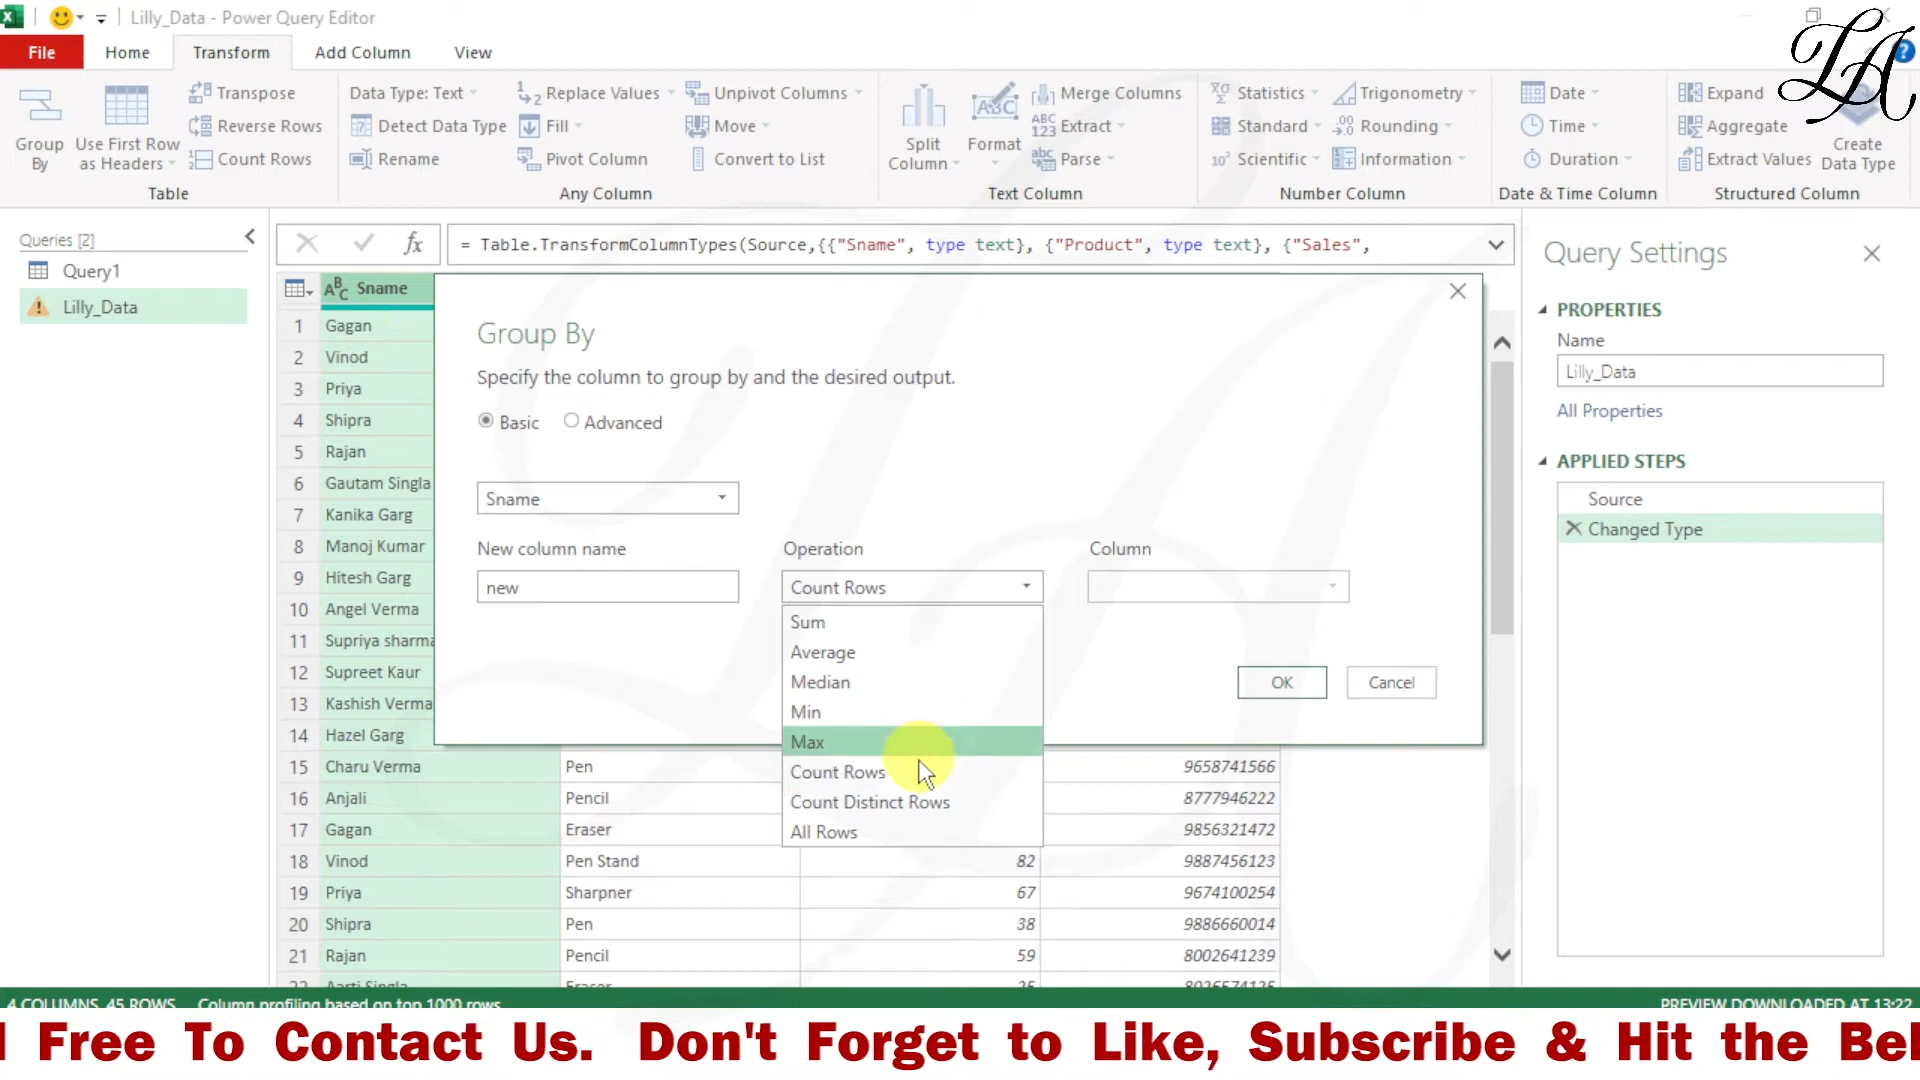 Lilly_Data - Power Query Editor
File Home Transform Add Column View
Group By
Use First Row as Headers
Transpose
Reverse Rows
Count Rows
Table
Data Type: Text
Detect Data Type
Rename
Replace Values
Fill
Pivot Column
Unpivot Columns
Move
Convert to List
Any Column
Split Column
Format
Merge Columns
Extract
Parse
Text Column
Statistics
Standard
Scientific
Trigonometry
Rounding
Information
Number Column
Date
Time
Duration
Date & Time Column
Expand
Aggregate
Extract Values
Create Data Type
Structured Column
LA
Queries [2]
Query1
Lilly_Data
fx = Table.TransformColumnTypes(Source,{{"Sname", type text}, {"Product", type text}, {"Sales",
Sname
1 Gagan
2 Vinod
3 Priya
4 Shipra
5 Rajan
6 Gautam Singla
7 Kanika Garg
8 Manoj Kumar
9 Hitesh Garg
10 Angel Verma
11 Supriya sharma
12 Supreet Kaur
13 Kashish Verma
14 Hazel Garg
15 Charu Verma Pen 9658741566
16 Anjali Pencil 8777946222
17 Gagan Eraser 9856321472
18 Vinod Pen Stand 82 9887456123
19 Priya Sharpner 67 9674100254
20 Shipra Pen 38 9886660014
21 Rajan Pencil 59 8002641239
22 Aarti Singla Eraser 25 8026574125
Group By
Specify the column to group by and the desired output.
Basic Advanced
Sname
New column name Operation Column
new Count Rows
Sum
Average
Median
Min
Max
Count Rows
Count Distinct Rows
All Rows
OK Cancel
Query Settings
PROPERTIES
Name
Lilly_Data
All Properties
APPLIED STEPS
Source
Changed Type
4 COLUMNS, 45 ROWS Column profiling based on top 1000 rows
PREVIEW DOWNLOADED AT 13:22
Free To Contact Us. Don't Forget to Like, Subscribe & Hit the Bel